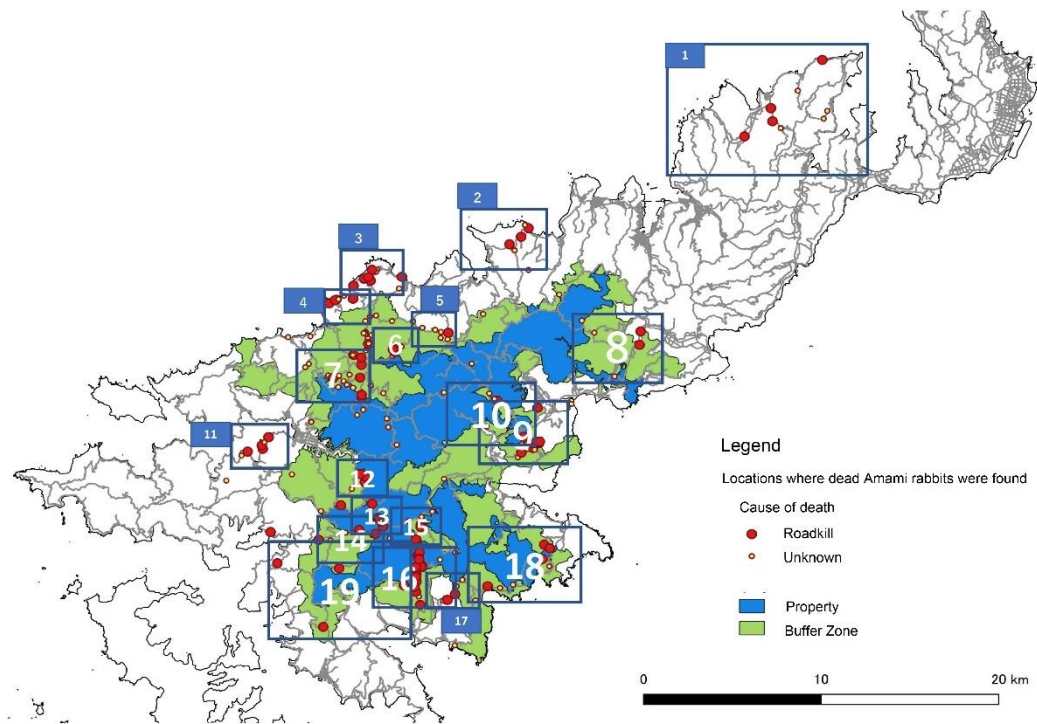 1
2
3
4
5
6
7
8
10
9
11
12
13
15
14
16
18
19
17
Legend
Locations where dead Amami rabbits were found
Cause of death
Roadkill
Unknown
Property
Buffer Zone
0 10 20 km